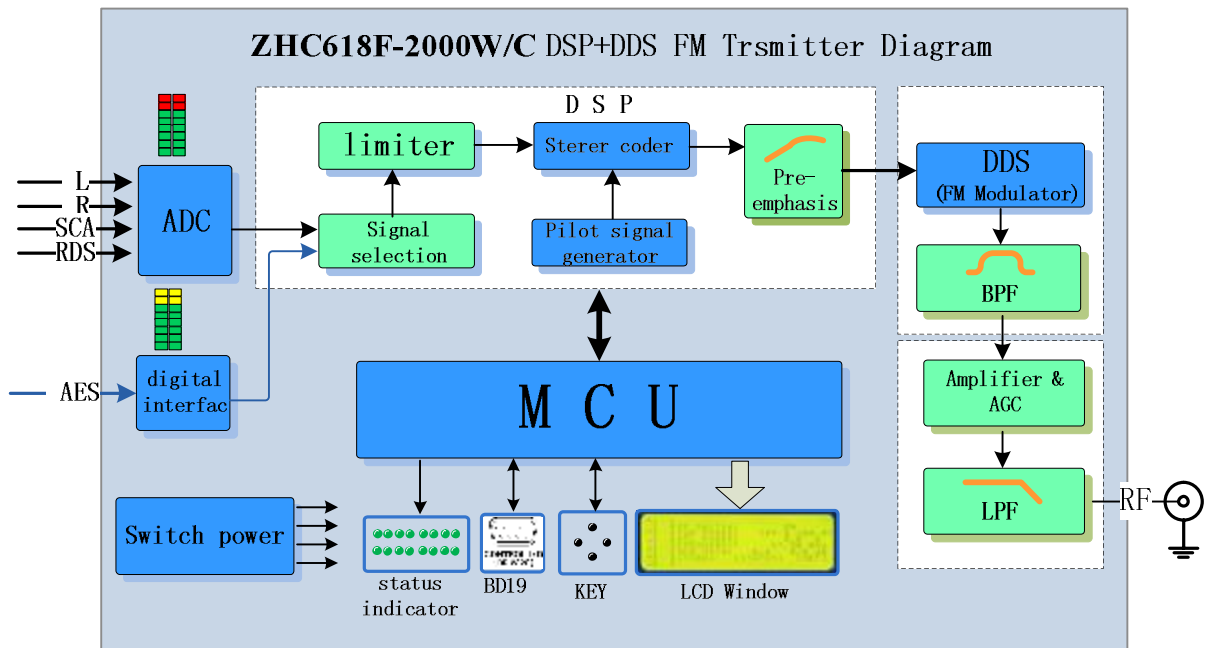 ZHC618F-2000W/C DSP+DDS FM Trsmitter Diagram
D S P
limiter
Sterer coder
Pre-
emphasis
DDS
(FM Modulator)
L
R
SCA
RDS
ADC
Signal
selection
Pilot signal
generator
BPF
AES
digital
interfac
M C U
Amplifier &
AGC
LPF
RF
Switch power
status
indicator
BD19
KEY
LCD Window